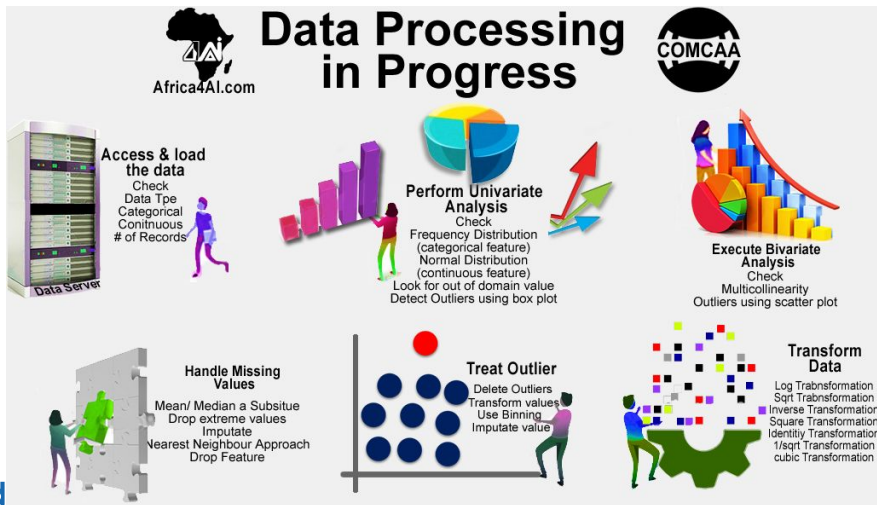 Data Processing
in Progress
4Ai
Africa4AI.com
COMCAA
Access & load
the data
Check
Data Tpe
Categorical
Conitnuous
# of Records
Data Server
Perform Univariate
Analysis
Check
Frequency Distribution
(categorical feature)
Normal Distribution
(continuous feature)
Look for out of domain value
Detect Outliers using box plot
Execute Bivariate
Analysis
Check
Multicollinearity
Outliers using scatter plot
Handle Missing
Values
Mean/ Median a Subsitue
Drop extreme values
Imputate
Nearest Neighbour Approach
Drop Feature
Treat Outlier
Delete Outliers
Transform values
Use Binning
Imputate value
Transform
Data
Log Trabnsformation
Sqrt Trabnsformation
Inverse Transformation
Square Transformation
Identitiy Transformation
1/sqrt Transformation
cubic Transformation